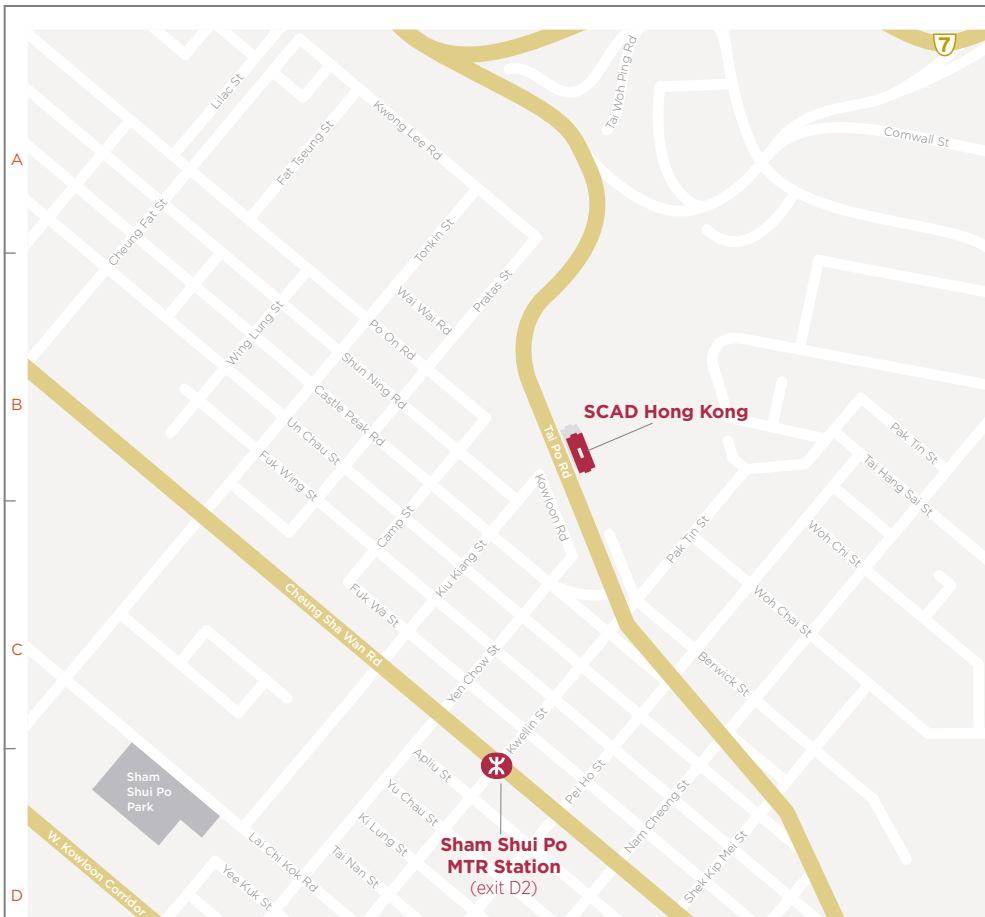 7
Tai Woh Ping Rd
Cornwall St
Lilac St
Kwong Lee Rd
A
Fat Tseung St
Cheung Fat St
Tonkin St
Pratas St
Wai Wai Rd
Wing Lung St
Po On Rd
Shun Ning Rd
B
Castle Peak Rd
SCAD Hong Kong
Tai Po Rd
Un Chau St
Fuk Wing St
Pak Tin St
Tai Hang Sai St
Kowloon Rd
Camp St
Woh Chi St
Pak Tin St
Kiu Kiang St
Fuk Wa St
Woh Chai St
Cheung Sha Wan Rd
C
Berwick St
Yen Chow St
Kwellin St
Apliu St
Pei Ho St
Sham
Shui Po
Park
Yu Chau St
Ki Lung St
Nam Cheong St
Tai Nan St
Sham Shui Po
MTR Station
(exit D2)
Shek Kip Mei St
Lai Chi Kok Rd
W. Kowloon Corridor
Yee Kuk St
D